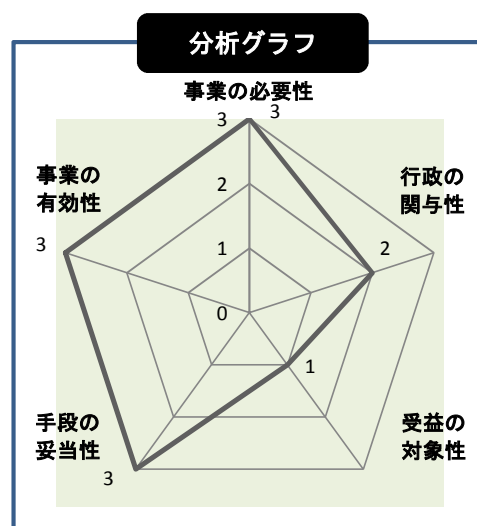 分析グラフ
事業の必要性
3
3
事業の
有効性
行政の
関与性
2
3
2
1
0
1
手段の
妥当性
受益の
対象性
3